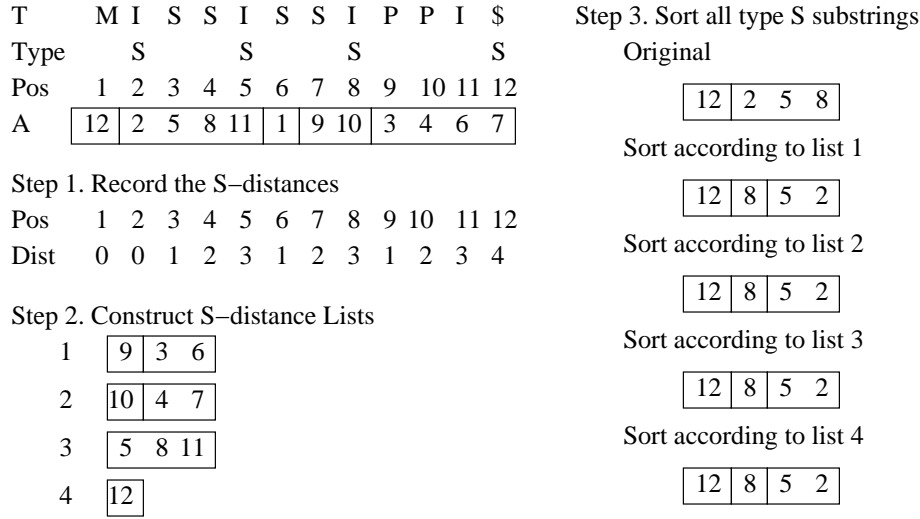 T M I S S I S S I P P I $
Type S S S S
Pos 1 2 3 4 5 6 7 8 9 10 11 12
A 12 2 5 8 11 1 9 10 3 4 6 7
Step 1. Record the S−distances
Pos 1 2 3 4 5 6 7 8 9 10 11 12
Dist 0 0 1 2 3 1 2 3 1 2 3 4
Step 2. Construct S−distance Lists
1 9 3 6
2 10 4 7
3 5 8 11
4 12
Step 3. Sort all type S substrings
Original
12 2 5 8
Sort according to list 1
12 8 5 2
Sort according to list 2
12 8 5 2
Sort according to list 3
12 8 5 2
Sort according to list 4
12 8 5 2